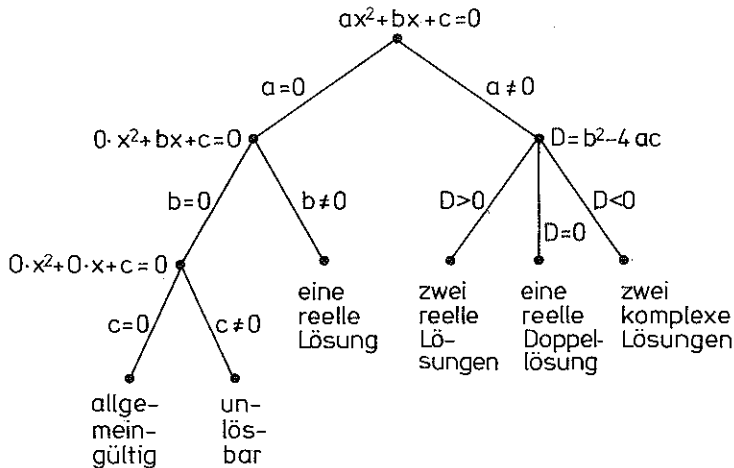 ax²+bx+c=0
a=0
a≠0
0·x²+bx+c=0
D=b²-4ac
b=0
b≠0
D>0
D=0
D<0
0·x²+0·x+c=0
c=0
c≠0
eine
reelle
Lösung
zwei
reelle
Lö-
sungen
eine
reelle
Doppel-
lösung
zwei
komplexe
Lösungen
allge-
mein-
gültig
un-
lös-
bar